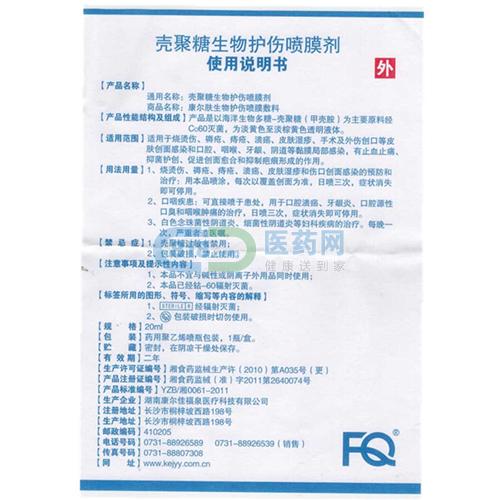 壳聚糖生物护伤喷膜剂
使用说明书
外
【产品名称】
通用名称：壳聚糖生物护伤喷膜剂
商品名称：康尔肤生物护伤喷膜敷料
【产品性能结构及组成】产品是以海洋生物多糖-壳聚糖（甲壳胺）为主要原料经
Co60灭菌，为淡黄色至淡棕黄色透明液体。
【适用范围】适用于烧烫伤、褥疮、痔疮、溃疡、皮肤湿疹、手术及外伤创口等皮
肤创面感染和口腔、咽喉、牙龈、阴道等黏膜局部感染，有止血止痛、
抑菌护创、促进创面愈合和抑制疤痕形成的作用。
【用法用量】1、烧烫伤、褥疮、痔疮、溃疡、皮肤湿疹和伤口创面感染的预防和
治疗：用本品喷涂，每次以覆盖创面为准，日喷三次，症状消失
即可停用。
2、口咽疾患：可直接喷于患处，用于口腔溃疡、牙龈炎、口腔源性
口臭和咽喉肿痛的治疗，日喷三次，症状消失即可停用。
3、白色念珠菌性阴道炎、细菌性阴道炎等妇科疾病的治疗。每晚一
次，严重者立医嘱。
【禁忌症】1、壳聚糖过敏者禁用；
2、包装破损，禁止使用。
医药网
健康送到家
【注意事项及提示性内容】
1、本品不宜与碱性或阴离子外用品同时使用；
2、本品已经钴-60辐射灭菌。
【标签所用的图形、符号、缩写等内容的解释】
1、STERILE R 经辐射灭菌；
2、包装破损时切勿使用。
【规 格】20ml
【包 装】药用聚乙烯喷瓶包装，1瓶/盒。
【贮 藏】密封，在阴凉干燥处保存。
【有 效 期】二年
【生产许可证编号】湘食药监械生产许（2010）第A035号（更）
【产品注册证编号】湘食药监械（准）字2011第2640074号
【产品标准编号】YZB/湘0061-2011
【生产企业】湖南康尔佳福泉医疗科技有限公司
【注册地址】长沙市桐梓坡西路198号
【生产地址】长沙市桐梓坡西路198号
【邮政编码】410205
【电话号码】0731-88926589 0731-88926539（销售）
【传真号码】0731-88807308
【网 址】www.kejyy.com.cn
FQ®